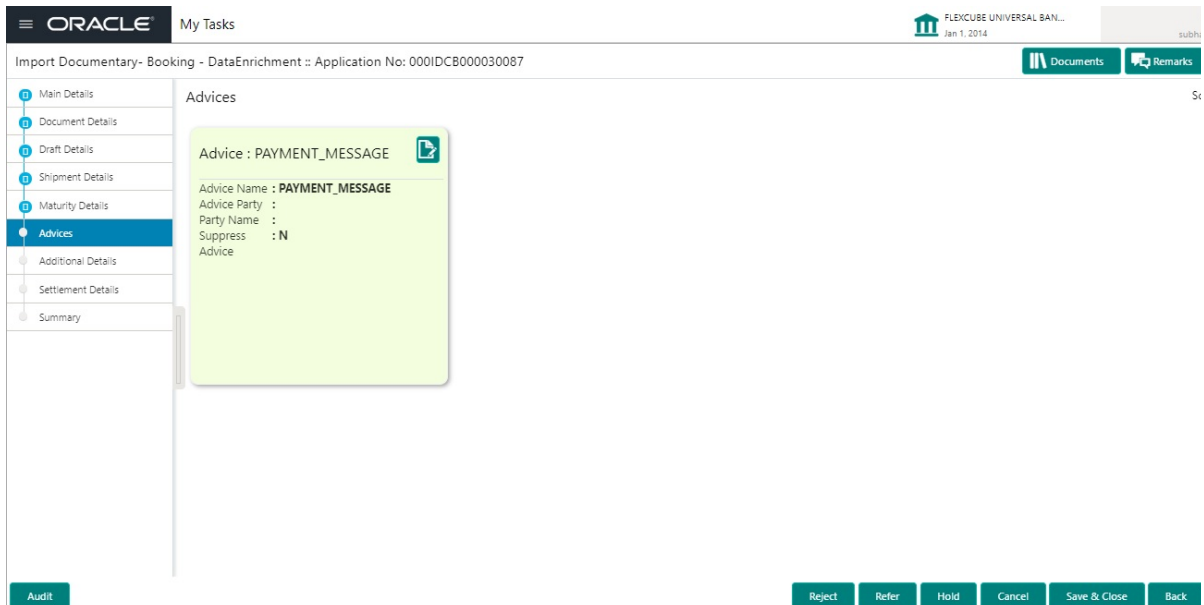 ORACLE
My Tasks
FLEXCUBE UNIVERSAL BAN...
Jan 1, 2014
subha
Import Documentary- Booking - DataEnrichment :: Application No: 000IDCB000030087
Documents
Remarks
Main Details
Document Details
Draft Details
Shipment Details
Maturity Details
Advices
Additional Details
Settlement Details
Summary
Advices
Sc
Advice : PAYMENT_MESSAGE
Advice Name : PAYMENT_MESSAGE
Advice Party :
Party Name :
Suppress : N
Advice
Audit
Reject
Refer
Hold
Cancel
Save & Close
Back